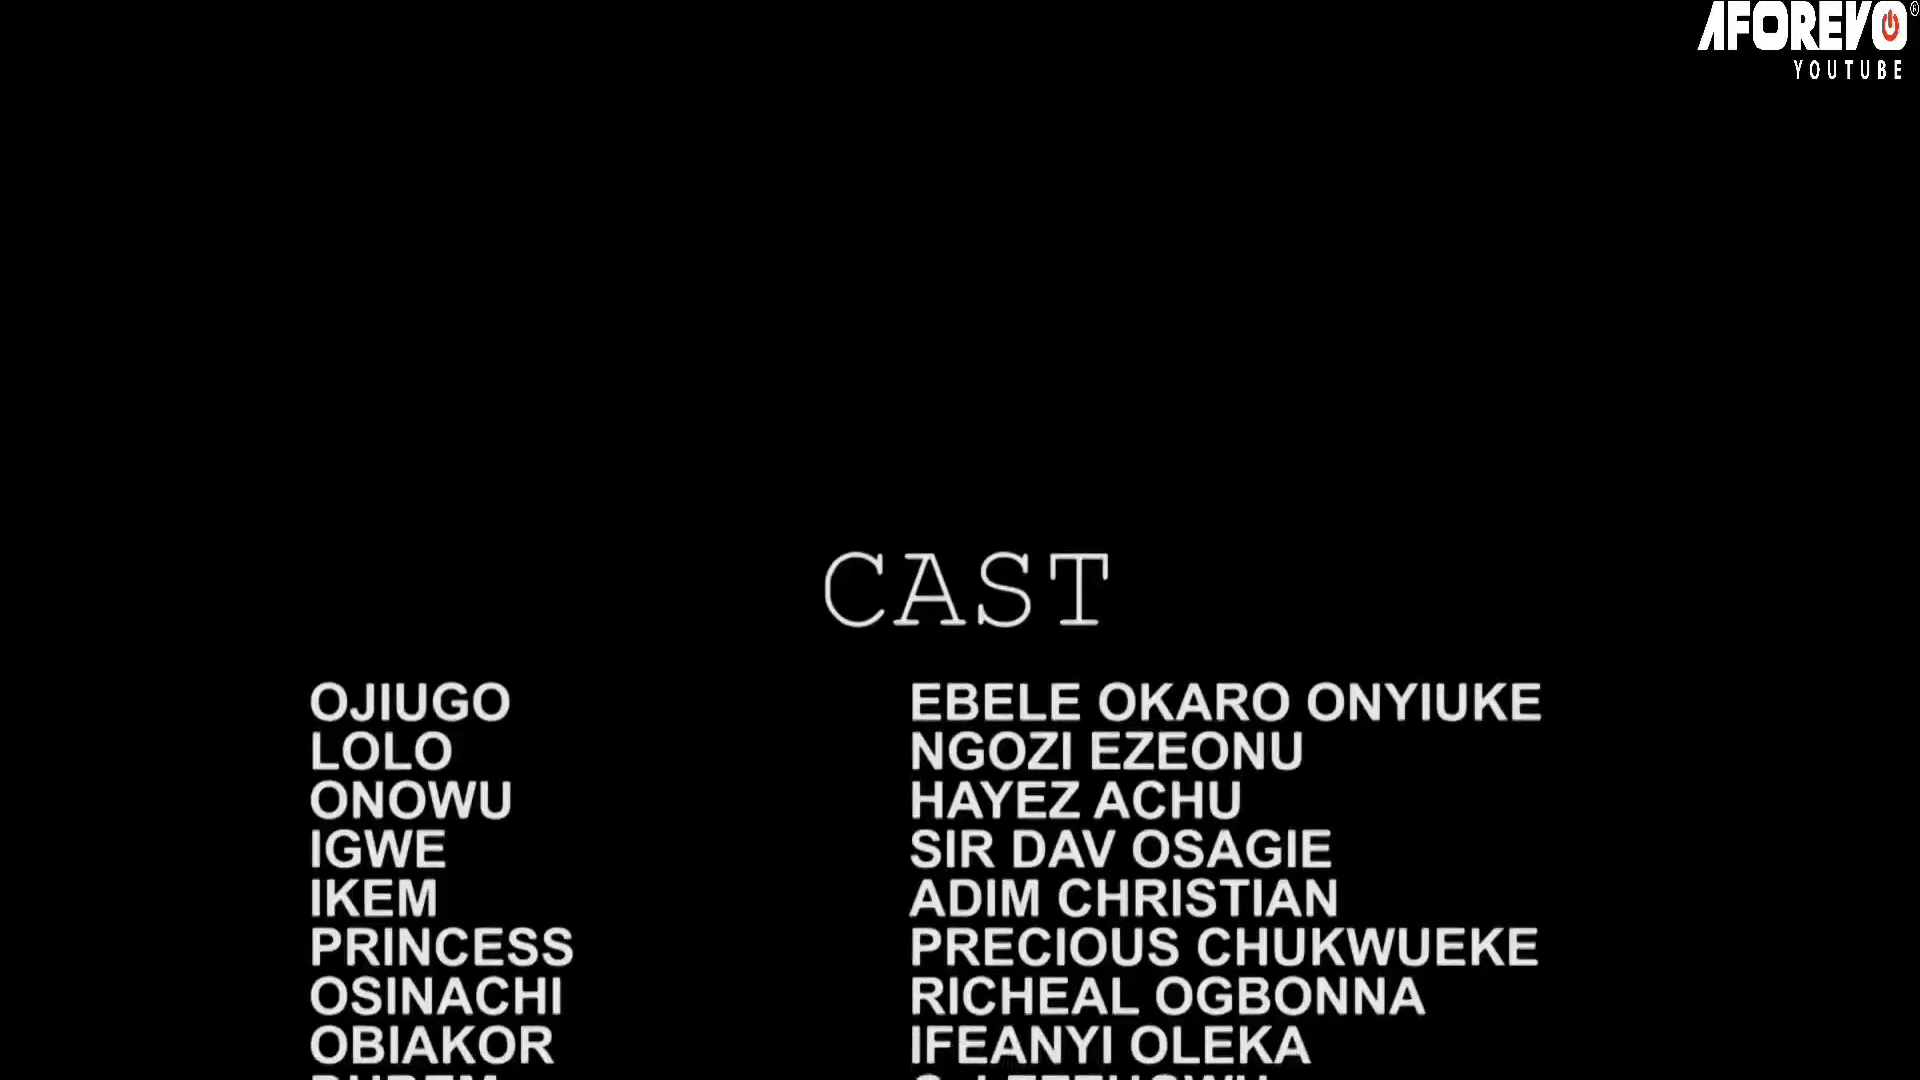 AFOREVO®
YOUTUBE
CAST
OJIUGO EBELE OKARO ONYIUKE
LOLO NGOZI EZEONU
ONOWU HAYEZ ACHU
IGWE SIR DAV OSAGIE
IKEM ADIM CHRISTIAN
PRINCESS PRECIOUS CHUKWUEKE
OSINACHI RICHEAL OGBONNA
OBIAKOR IFEANYI OLEKA